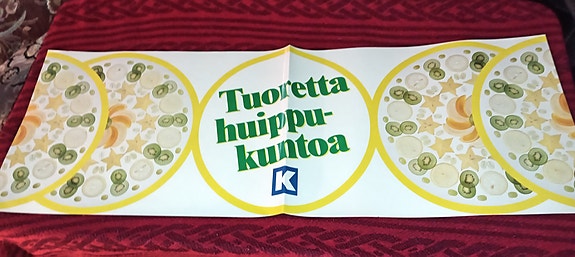 Tuoretta
huippu-
kuntoa
K